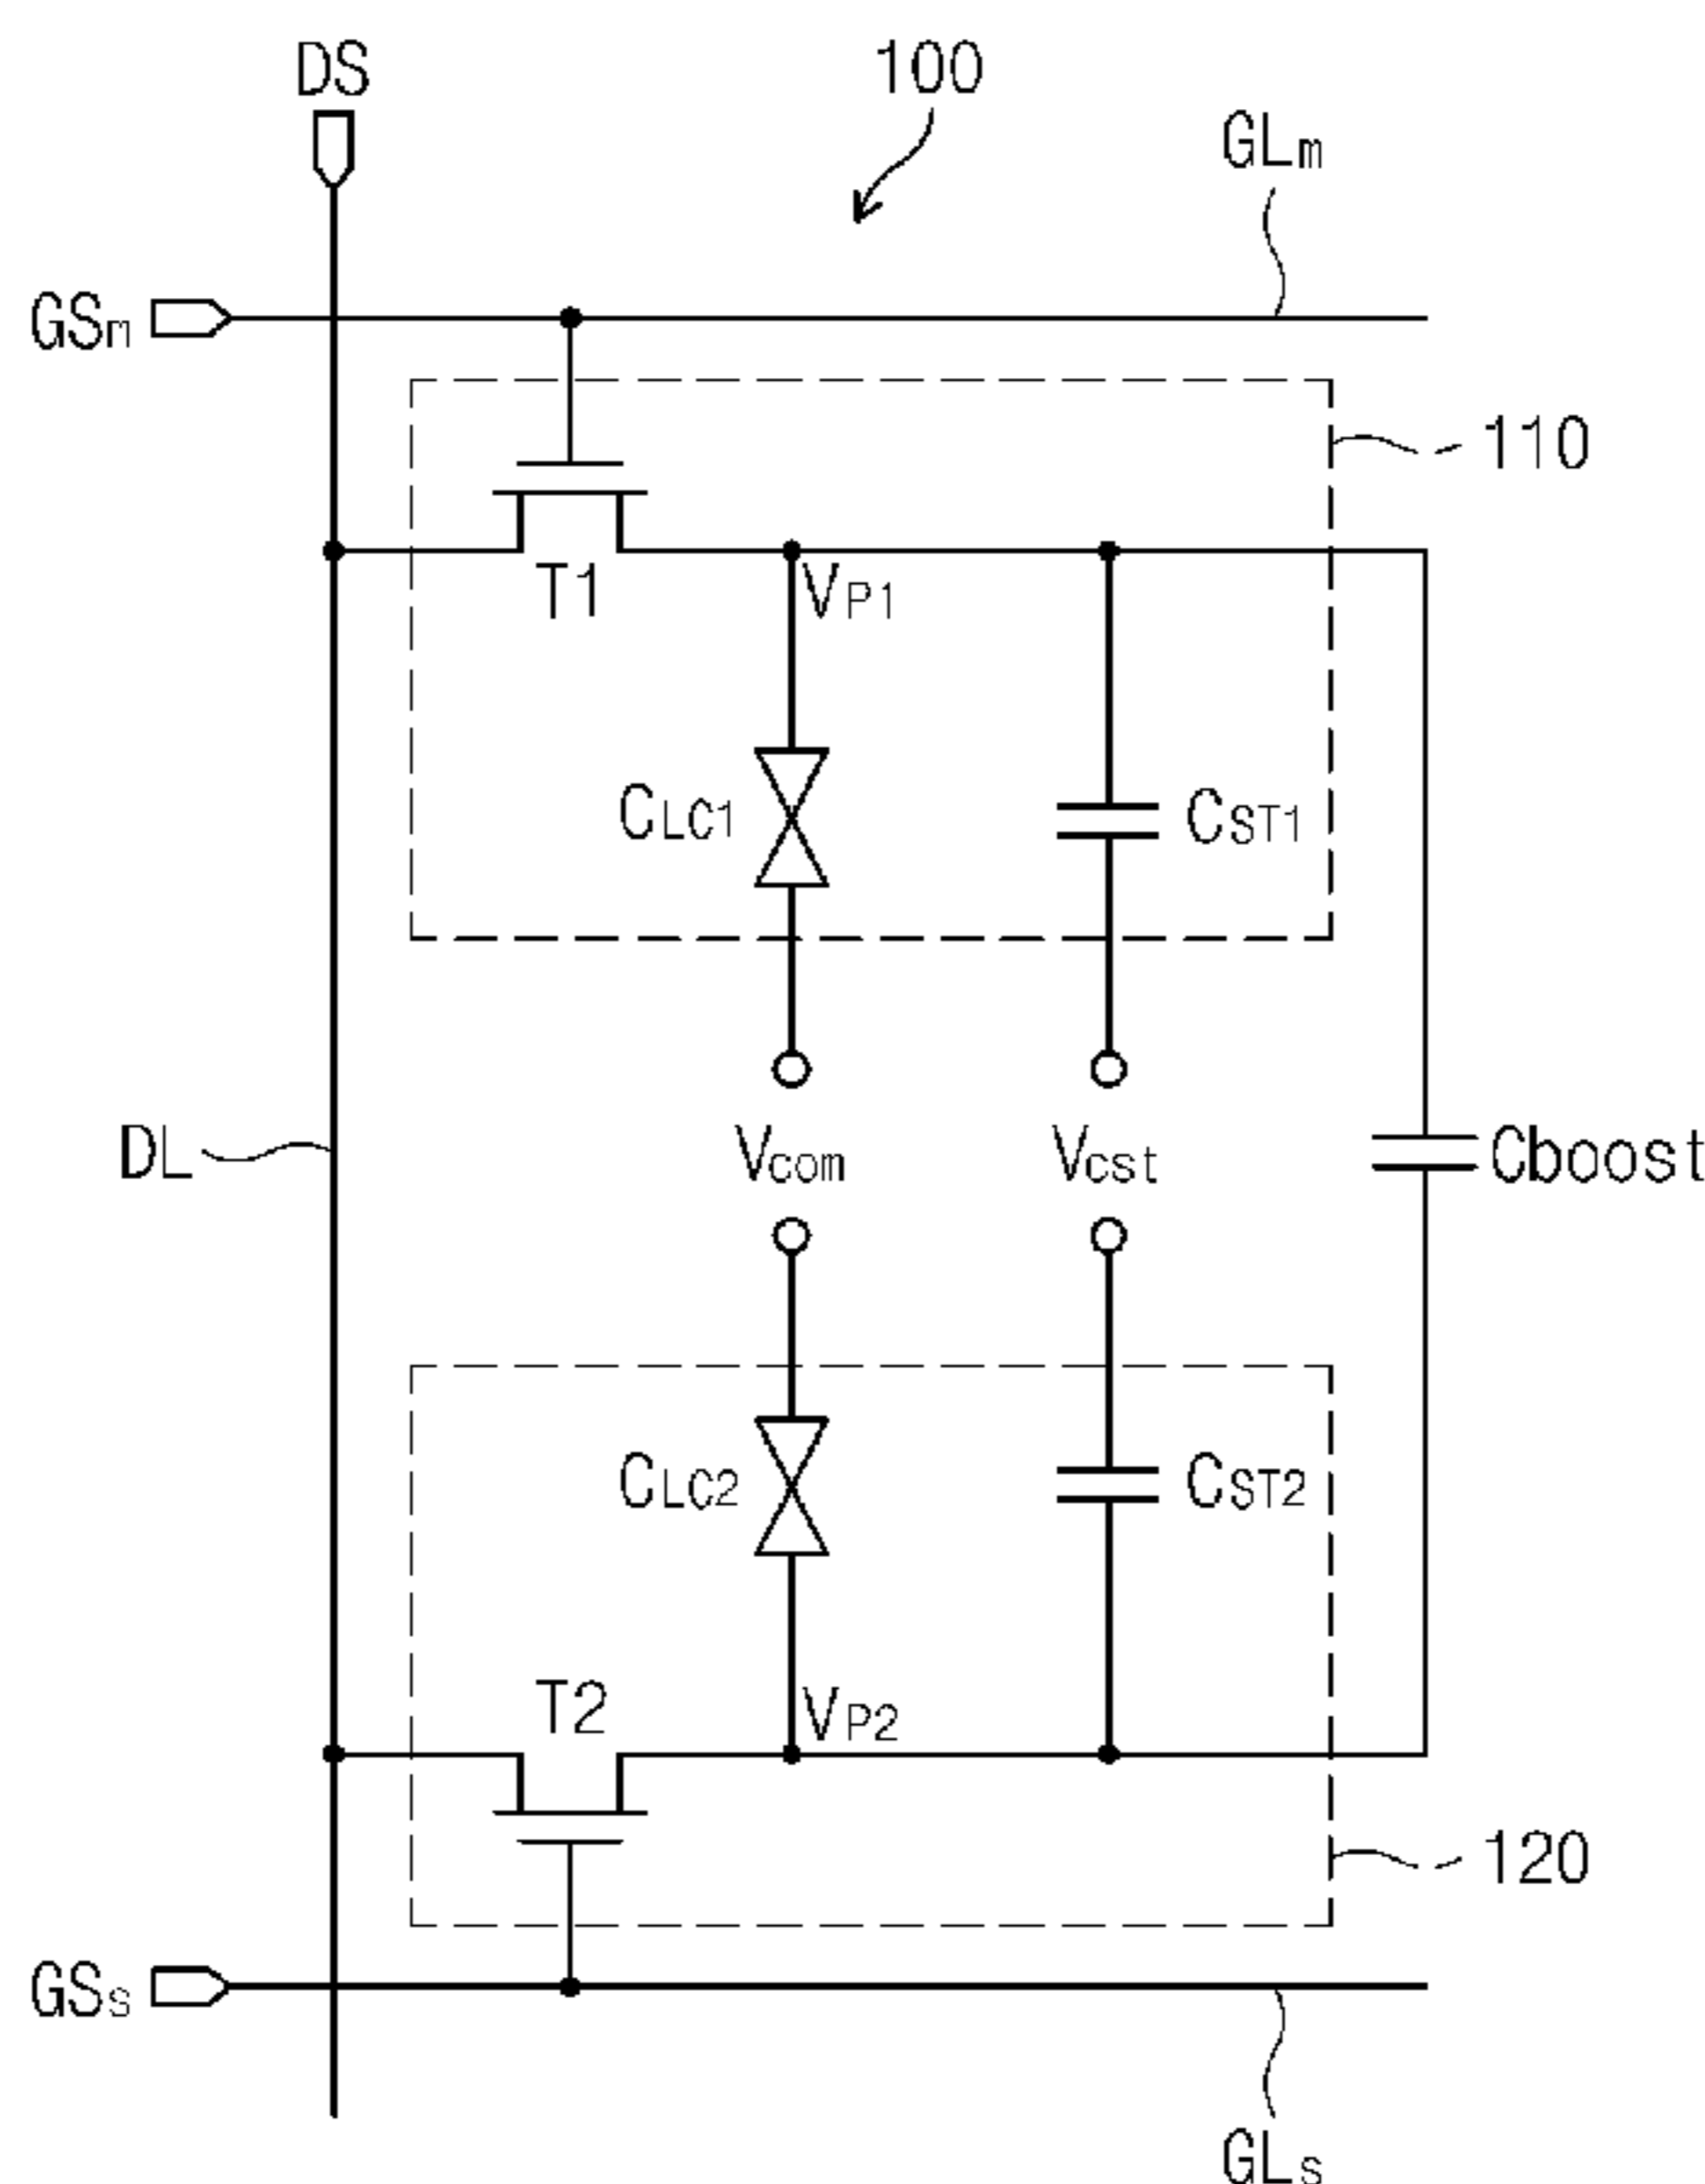 DS
100
GLm
GSm
110
T1
VP1
CLC1
CST1
DL
Vcom
Vcst
Cboost
CLC2
CST2
T2
VP2
120
GSs
GLs